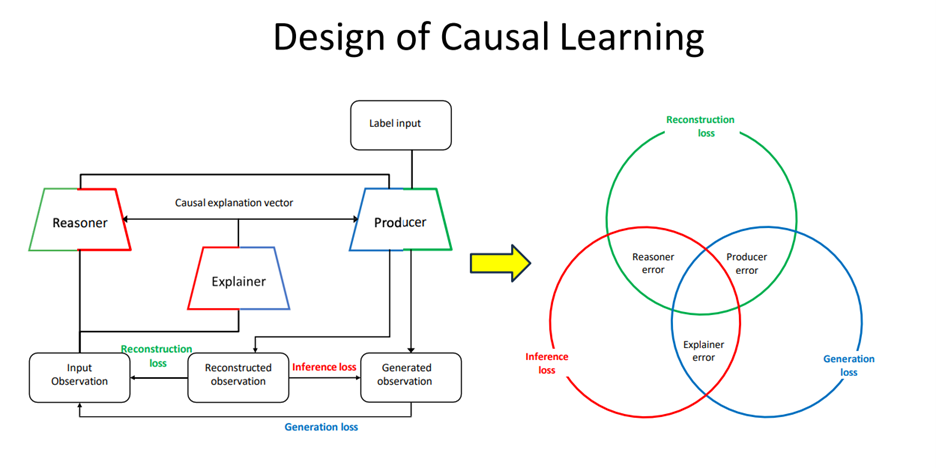 Design of Causal Learning
Label input
Reasoner
Causal explanation vector
Producer
Explainer
Reconstruction
loss
Input
Observation
Reconstructed
observation
Inference loss
Generated
observation
Generation loss
Reconstruction
loss
Reasoner
error
Producer
error
Explainer
error
Inference
loss
Generation
loss